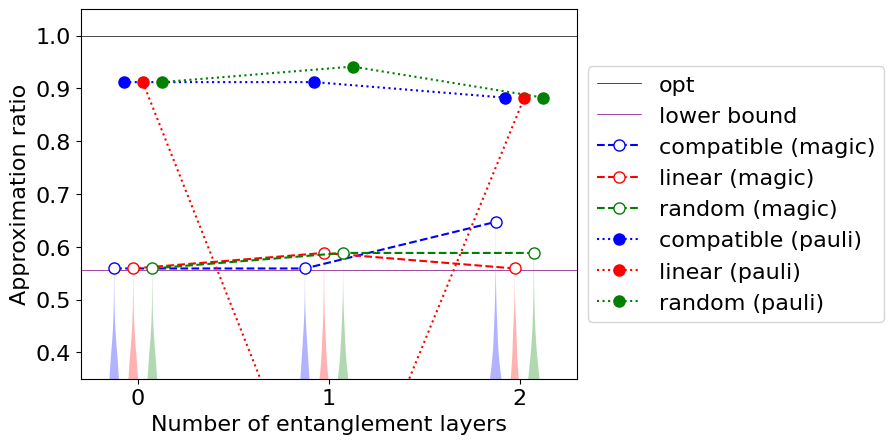 1.0
0.9
0.8
0.7
0.6
0.5
0.4
Approximation ratio
0 1 2
Number of entanglement layers
opt
lower bound
compatible (magic)
linear (magic)
random (magic)
compatible (pauli)
linear (pauli)
random (pauli)